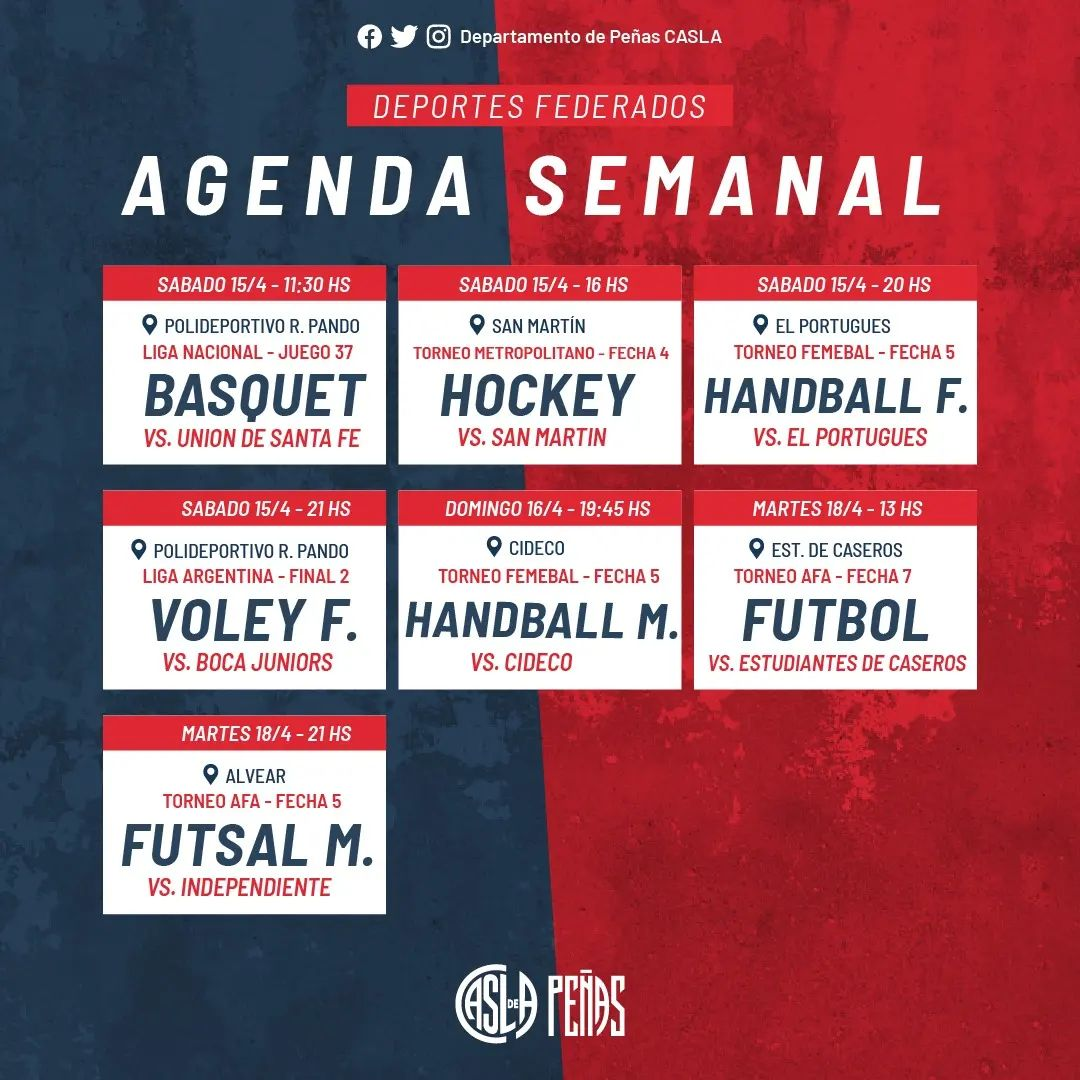 Departamento de Peñas CASLA
DEPORTES FEDERADOS
AGENDA SEMANAL
SABADO 15/4 - 11:30 HS
POLIDEPORTIVO R. PANDO
LIGA NACIONAL - JUEGO 37
BASQUET
VS. UNION DE SANTA FE
SABADO 15/4 - 16 HS
SAN MARTÍN
TORNEO METROPOLITANO - FECHA 4
HOCKEY
VS. SAN MARTIN
SABADO 15/4 - 20 HS
EL PORTUGUES
TORNEO FEMEBAL - FECHA 5
HANDBALL F.
VS. EL PORTUGUES
SABADO 15/4 - 21 HS
POLIDEPORTIVO R. PANDO
LIGA ARGENTINA - FINAL 2
VOLEY F.
VS. BOCA JUNIORS
DOMINGO 16/4 - 19:45 HS
CIDECO
TORNEO FEMEBAL - FECHA 5
HANDBALL M.
VS. CIDECO
MARTES 18/4 - 13 HS
EST. DE CASEROS
TORNEO AFA - FECHA 7
FUTBOL
VS. ESTUDIANTES DE CASEROS
MARTES 18/4 - 21 HS
ALVEAR
TORNEO AFA - FECHA 5
FUTSAL M.
VS. INDEPENDIENTE
CASLA DE PEÑAS